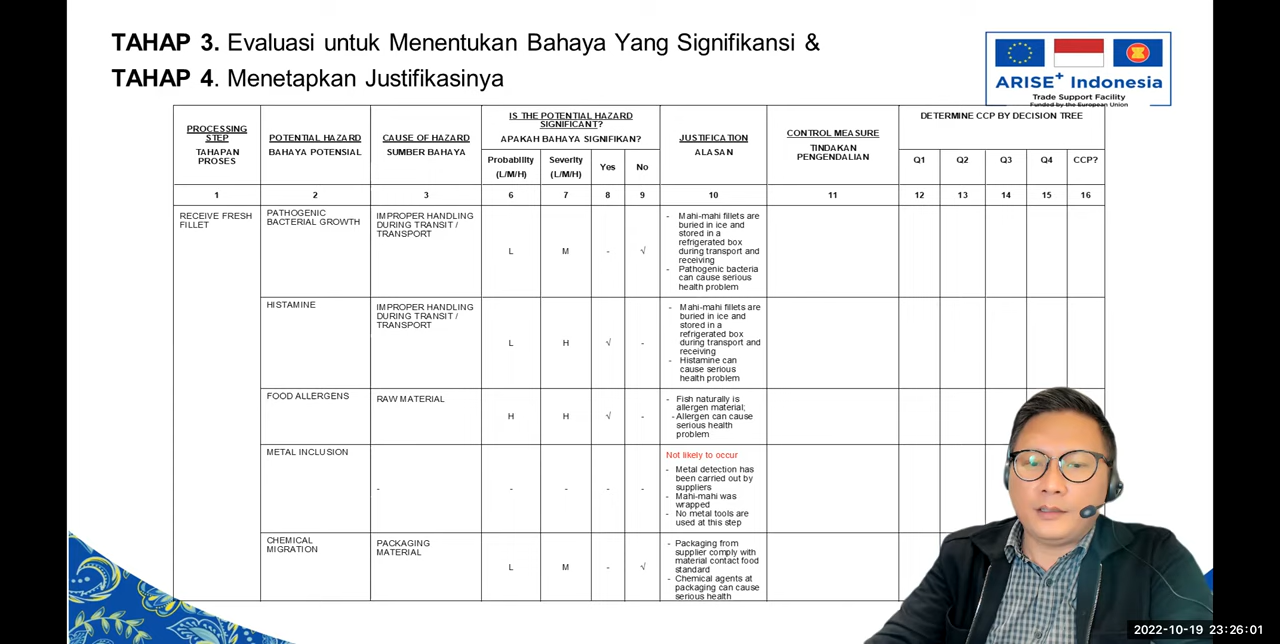 TAHAP 3. Evaluasi untuk Menentukan Bahaya Yang Signifikansi &
TAHAP 4. Menetapkan Justifikasinya
ARISE+ Indonesia
Trade Support Facility
Funded by the European Union
PROCESSING
STEP
TAHAPAN
PROSES
POTENTIAL HAZARD
BAHAYA POTENSIAL
CAUSE OF HAZARD
SUMBER BAHAYA
IS THE POTENTIAL HAZARD
SIGNIFICANT?
APAKAH BAHAYA SIGNIFIKAN?
Probability
(L/M/H)
Severity
(L/M/H)
Yes
No
JUSTIFICATION
ALASAN
CONTROL MEASURE
TINDAKAN
PENGENDALIAN
DETERMINE CCP BY DECISION TREE
Q1
Q2
Q3
Q4
CCP?
1
2
3
6
7
8
9
10
11
12
13
14
15
16
RECEIVE FRESH
FILLET
PATHOGENIC
BACTERIAL GROWTH
IMPROPER HANDLING
DURING TRANSIT /
TRANSPORT
L
M
-
√
- Mahi-mahi fillets are
buried in ice and
stored in a
refrigerated box
during transport and
receiving
- Pathogenic bacteria
can cause serious
health problem
HISTAMINE
IMPROPER HANDLING
DURING TRANSIT /
TRANSPORT
L
H
√
-
- Mahi-mahi fillets are
buried in ice and
stored in a
refrigerated box
during transport and
receiving
- Histamine can
cause serious
health problem
FOOD ALLERGENS
RAW MATERIAL
H
H
√
-
- Fish naturally is
allergen material;
- Allergen can cause
serious health
problem
METAL INCLUSION
-
-
-
-
-
Not likely to occur
- Metal detection has
been carried out by
suppliers
- Mahi-mahi was
wrapped
- No metal tools are
used at this step
CHEMICAL
MIGRATION
PACKAGING
MATERIAL
L
M
-
√
- Packaging from
supplier comply with
material contact food
standard
- Chemical agents at
packaging can cause
serious health
2022-10-19 23:26:01